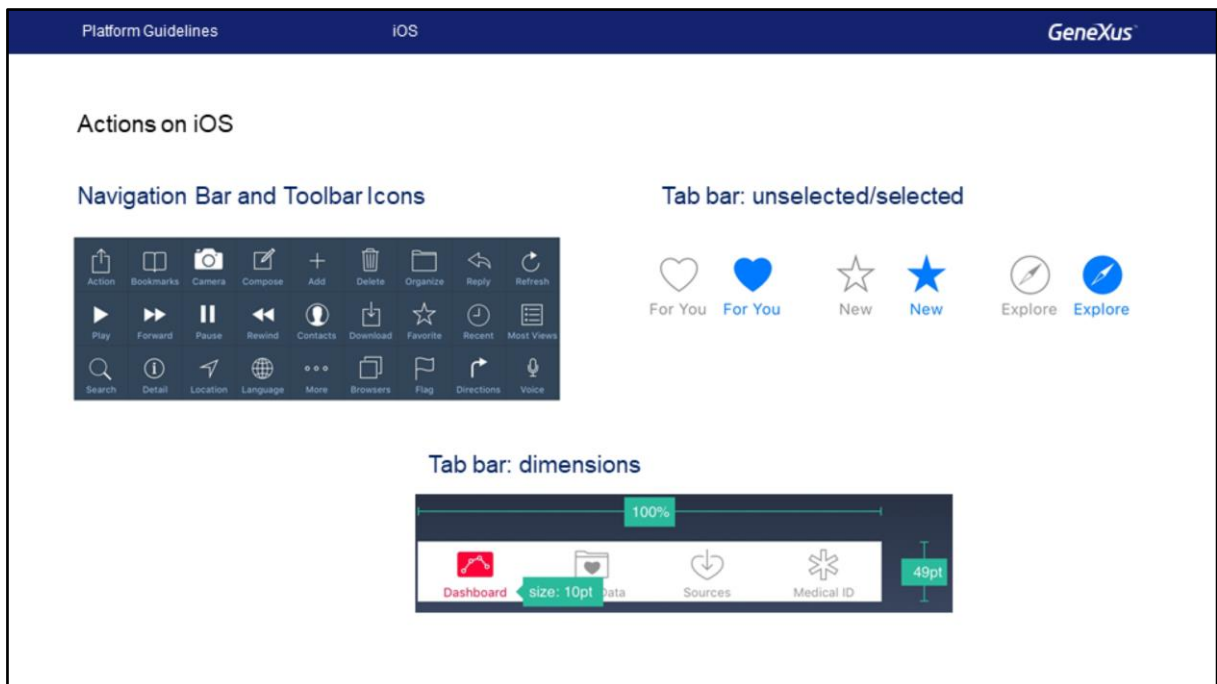 Platform Guidelines iOS GeneXus™
Actions on iOS
Navigation Bar and Toolbar Icons
Action Bookmarks Camera Compose Add Delete Organize Reply Refresh
Play Forward Pause Rewind Contacts Download Favorite Recent Most Views
Search Detail Location Language More Browsers Flag Directions Voice
Tab bar: unselected/selected
For You For You New New Explore Explore
Tab bar: dimensions
100%
49pt
Dashboard size: 10pt Data Sources Medical ID